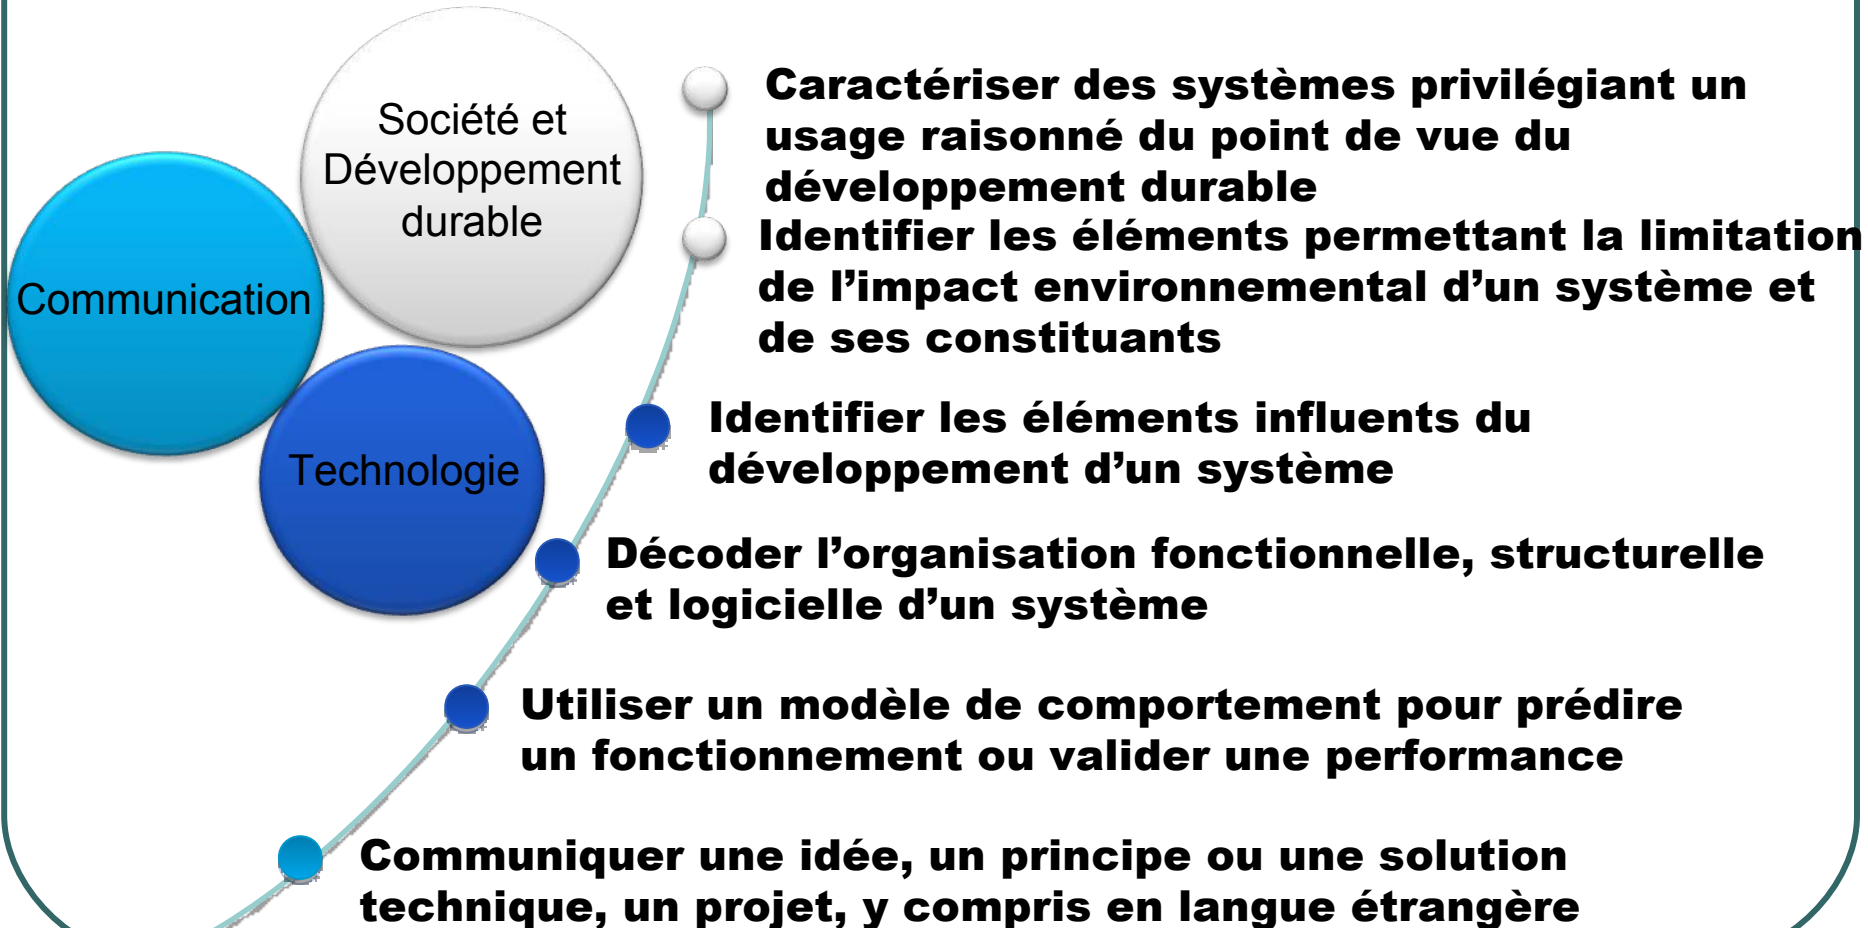 Société et
Développement
durable
Communication
Technologie
Caractériser des systèmes privilégiant un
usage raisonné du point de vue du
développement durable
Identifier les éléments permettant la limitation
de l’impact environnemental d’un système et
de ses constituants
Identifier les éléments influents du
développement d’un système
Décoder l’organisation fonctionnelle, structurelle
et logicielle d’un système
Utiliser un modèle de comportement pour prédire
un fonctionnement ou valider une performance
Communiquer une idée, un principe ou une solution
technique, un projet, y compris en langue étrangère